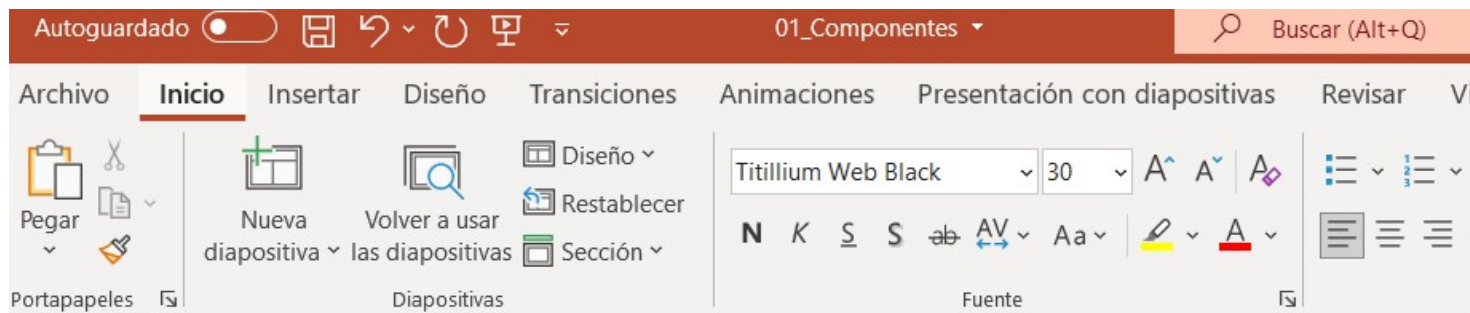 Autoguardado 01_Componentes Buscar (Alt+Q)
Archivo Inicio Insertar Diseño Transiciones Animaciones Presentación con diapositivas Revisar
Pegar
Nueva diapositiva
Volver a usar las diapositivas
Diseño
Restablecer
Sección
Titillium Web Black 30 A A A
N K S S ab AV Aa A
Portapapeles Diapositivas Fuente